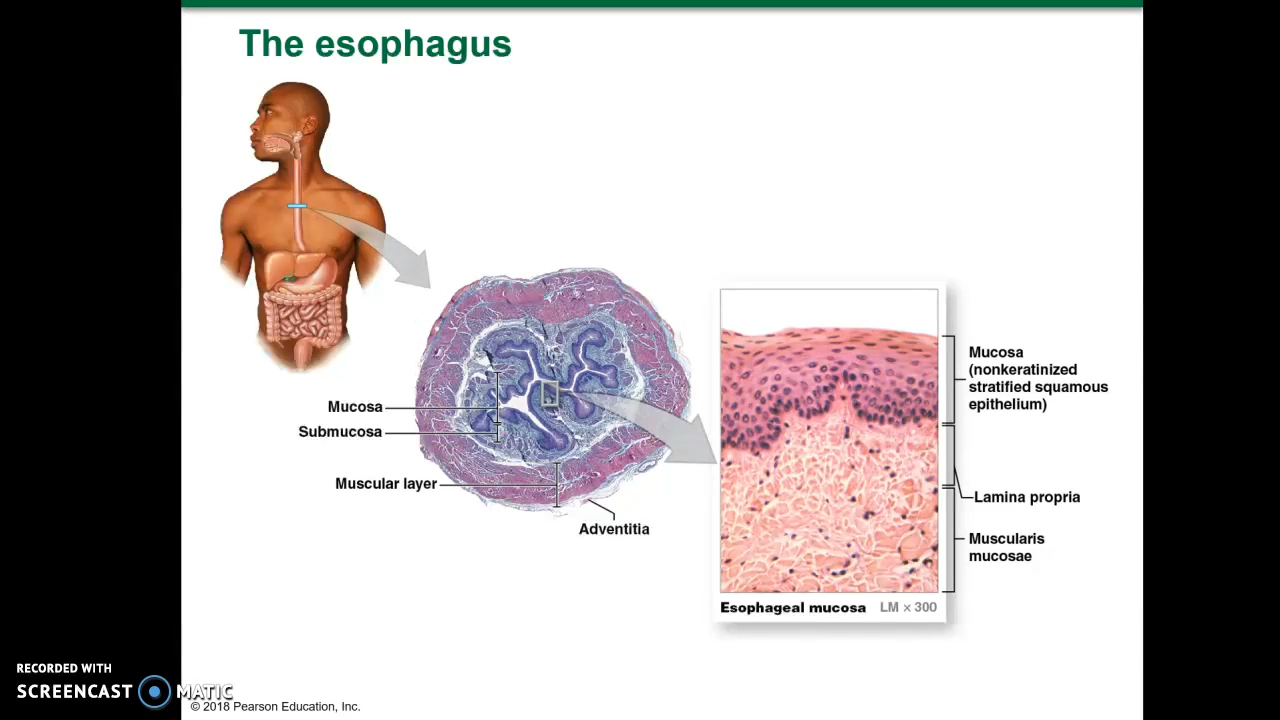 The esophagus
Mucosa
Submucosa
Muscular layer
Adventitia
Mucosa
(nonkeratinized
stratified squamous
epithelium)
Lamina propria
Muscularis
mucosae
Esophageal mucosa LM × 300
RECORDED WITH
SCREENCAST MATIC
© 2018 Pearson Education, Inc.